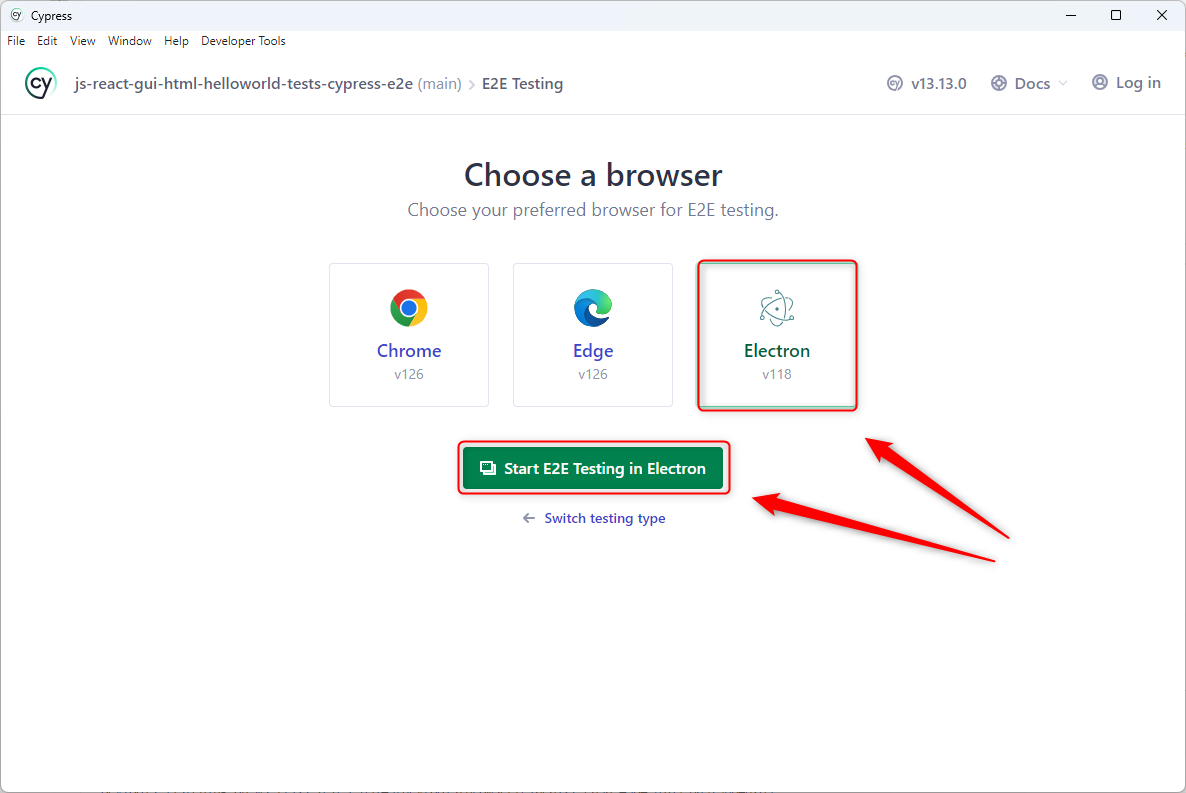 Cypress
File Edit View Window Help Developer Tools
cy js-react-gui-html-helloworld-tests-cypress-e2e (main) > E2E Testing v13.13.0 Docs Log in
Choose a browser
Choose your preferred browser for E2E testing.
Chrome Edge Electron
v126 v126 v118
Start E2E Testing in Electron
← Switch testing type